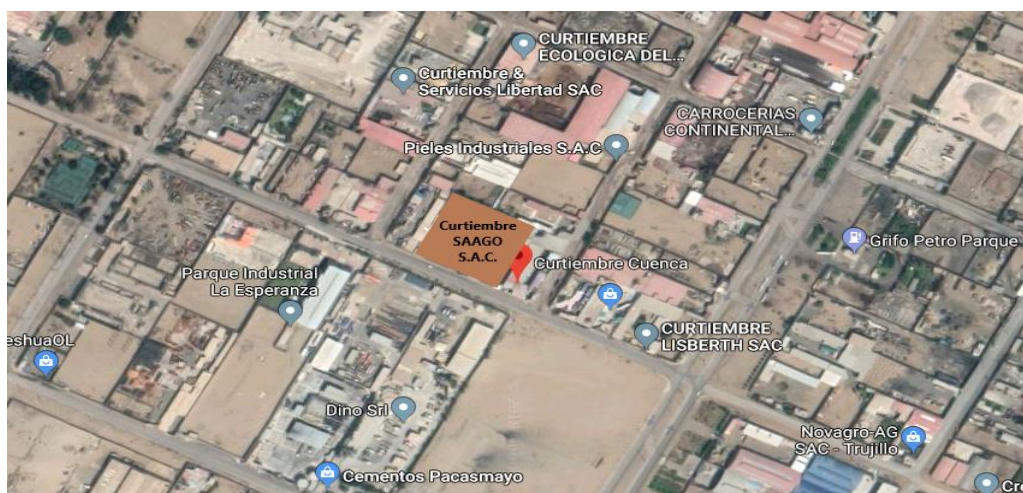 CURTIEMBRE
ECOLOGICA DEL...
Curtiembre &
Servicios Libertad SAC
CARROCERIAS
CONTINENTAL...
Pieles Industriales S.A.C
Curtiembre
SAAGO
S.A.C.
Grifo Petro Parque
Curtiembre Cuenca
Parque Industrial
La Esperanza
CURTIEMBRE
LISBERTH SAC
eshuaOL
Dino Srl
Novagro-AG
SAC - Trujillo
Cementos Pacasmayo
Cr